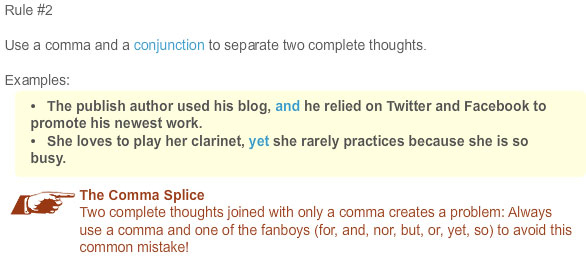 Rule #2
Use a comma and a conjunction to separate two complete thoughts.
Examples:
• The publish author used his blog, and he relied on Twitter and Facebook to
promote his newest work.
• She loves to play her clarinet, yet she rarely practices because she is so
busy.
The Comma Splice
Two complete thoughts joined with only a comma creates a problem: Always
use a comma and one of the fanboys (for, and, nor, but, or, yet, so) to avoid this
common mistake!